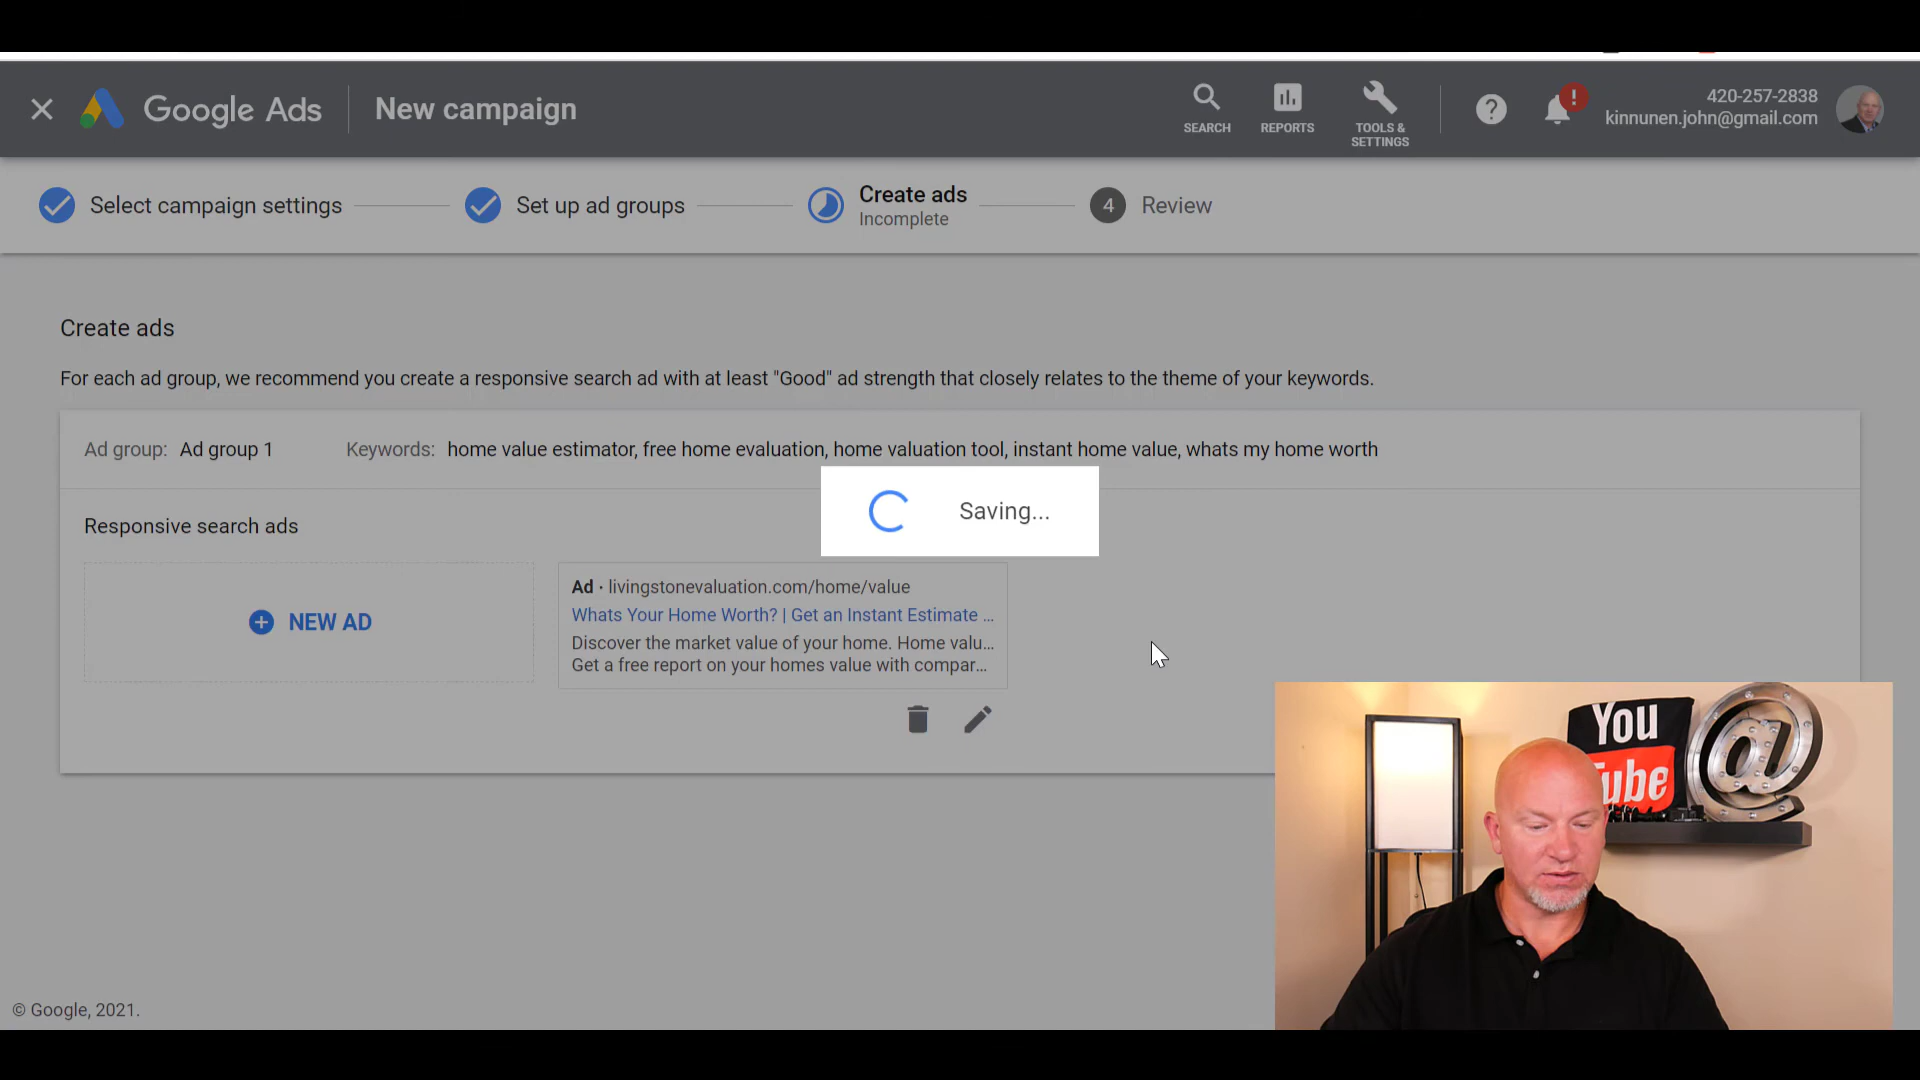 Google Ads
New campaign
SEARCH
REPORTS
TOOLS &
SETTINGS
?
!
420-257-2838
kinnunen.john@gmail.com
Select campaign settings
Set up ad groups
Create ads
Incomplete
4
Review
Create ads
For each ad group, we recommend you create a responsive search ad with at least "Good" ad strength that closely relates to the theme of your keywords.
Ad group: Ad group 1
Keywords: home value estimator, free home evaluation, home valuation tool, instant home value, whats my home worth
Saving...
Responsive search ads
NEW AD
Ad · livingstonevaluation.com/home/value
Whats Your Home Worth? | Get an Instant Estimate ...
Discover the market value of your home. Home valu...
Get a free report on your homes value with compar...
You
Tube
@
© Google, 2021.